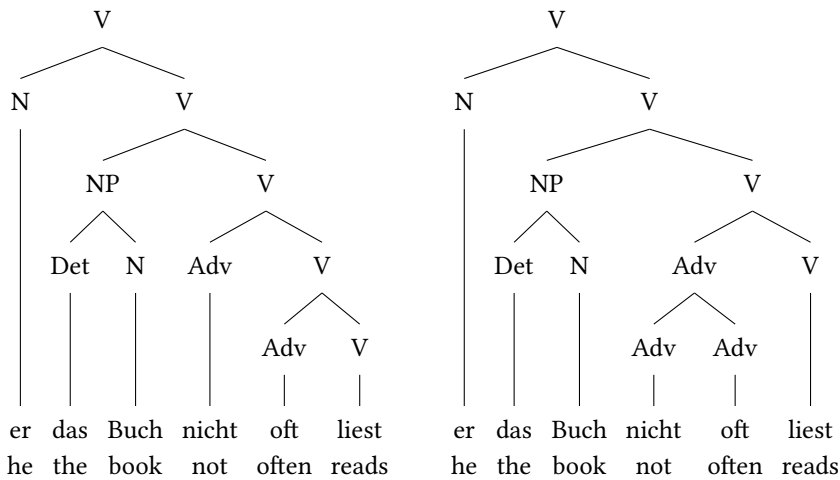 V V
N V N V
NP V NP V
Det N Adv V Det N Adv V
Adv V Adv Adv
er das Buch nicht oft liest er das Buch nicht oft liest
he the book not often reads he the book not often reads